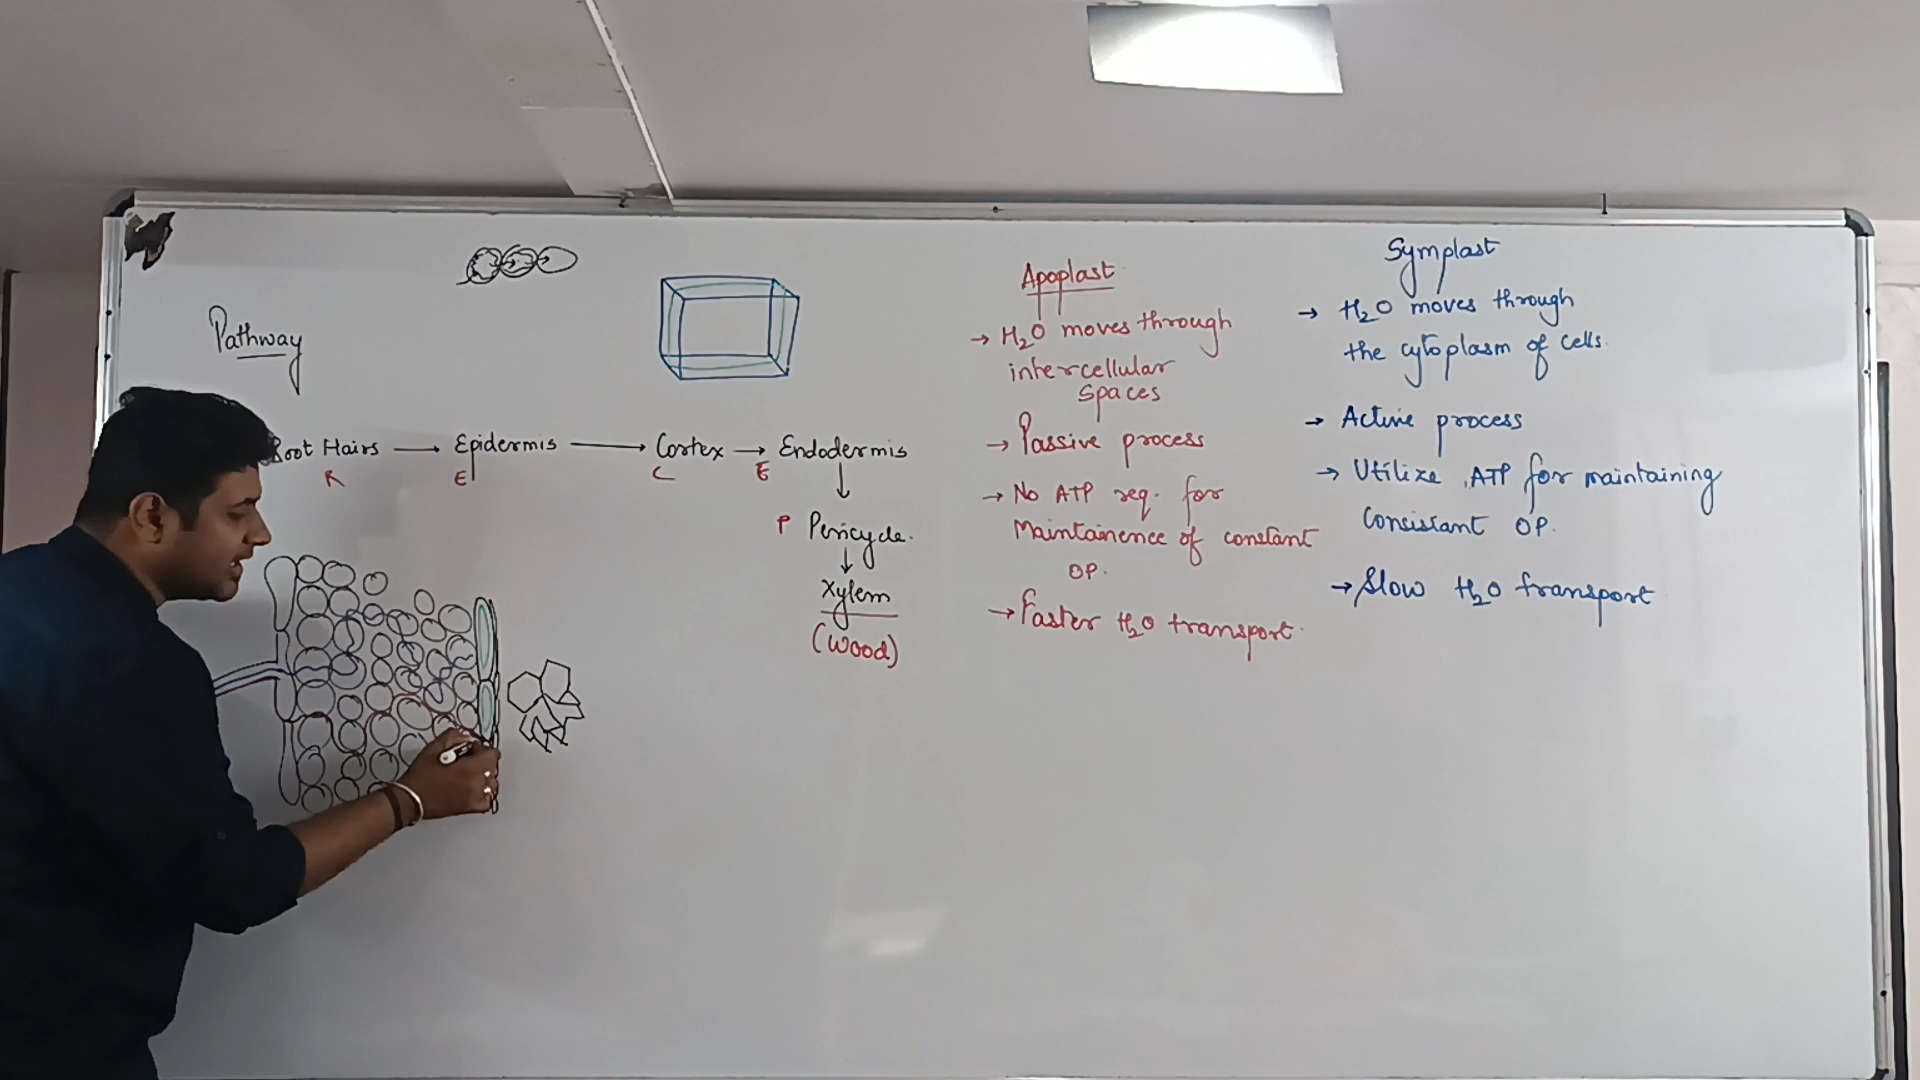 Pathway
Root Hairs → Epidermis → Cortex → Endodermis
R E C E
↓
P Pericycle.
↓
Xylem
(Wood)
Apoplast
→ H₂O moves through
intercellular
Spaces
→ Passive process
→ No ATP req. for
Maintainence of constant
OP.
→ Faster H₂O transport.
Symplast
→ H₂O moves through
the cytoplasm of cells.
→ Active process
→ Utilize ATP for maintaining
Consistant OP.
→ Slow H₂O transport